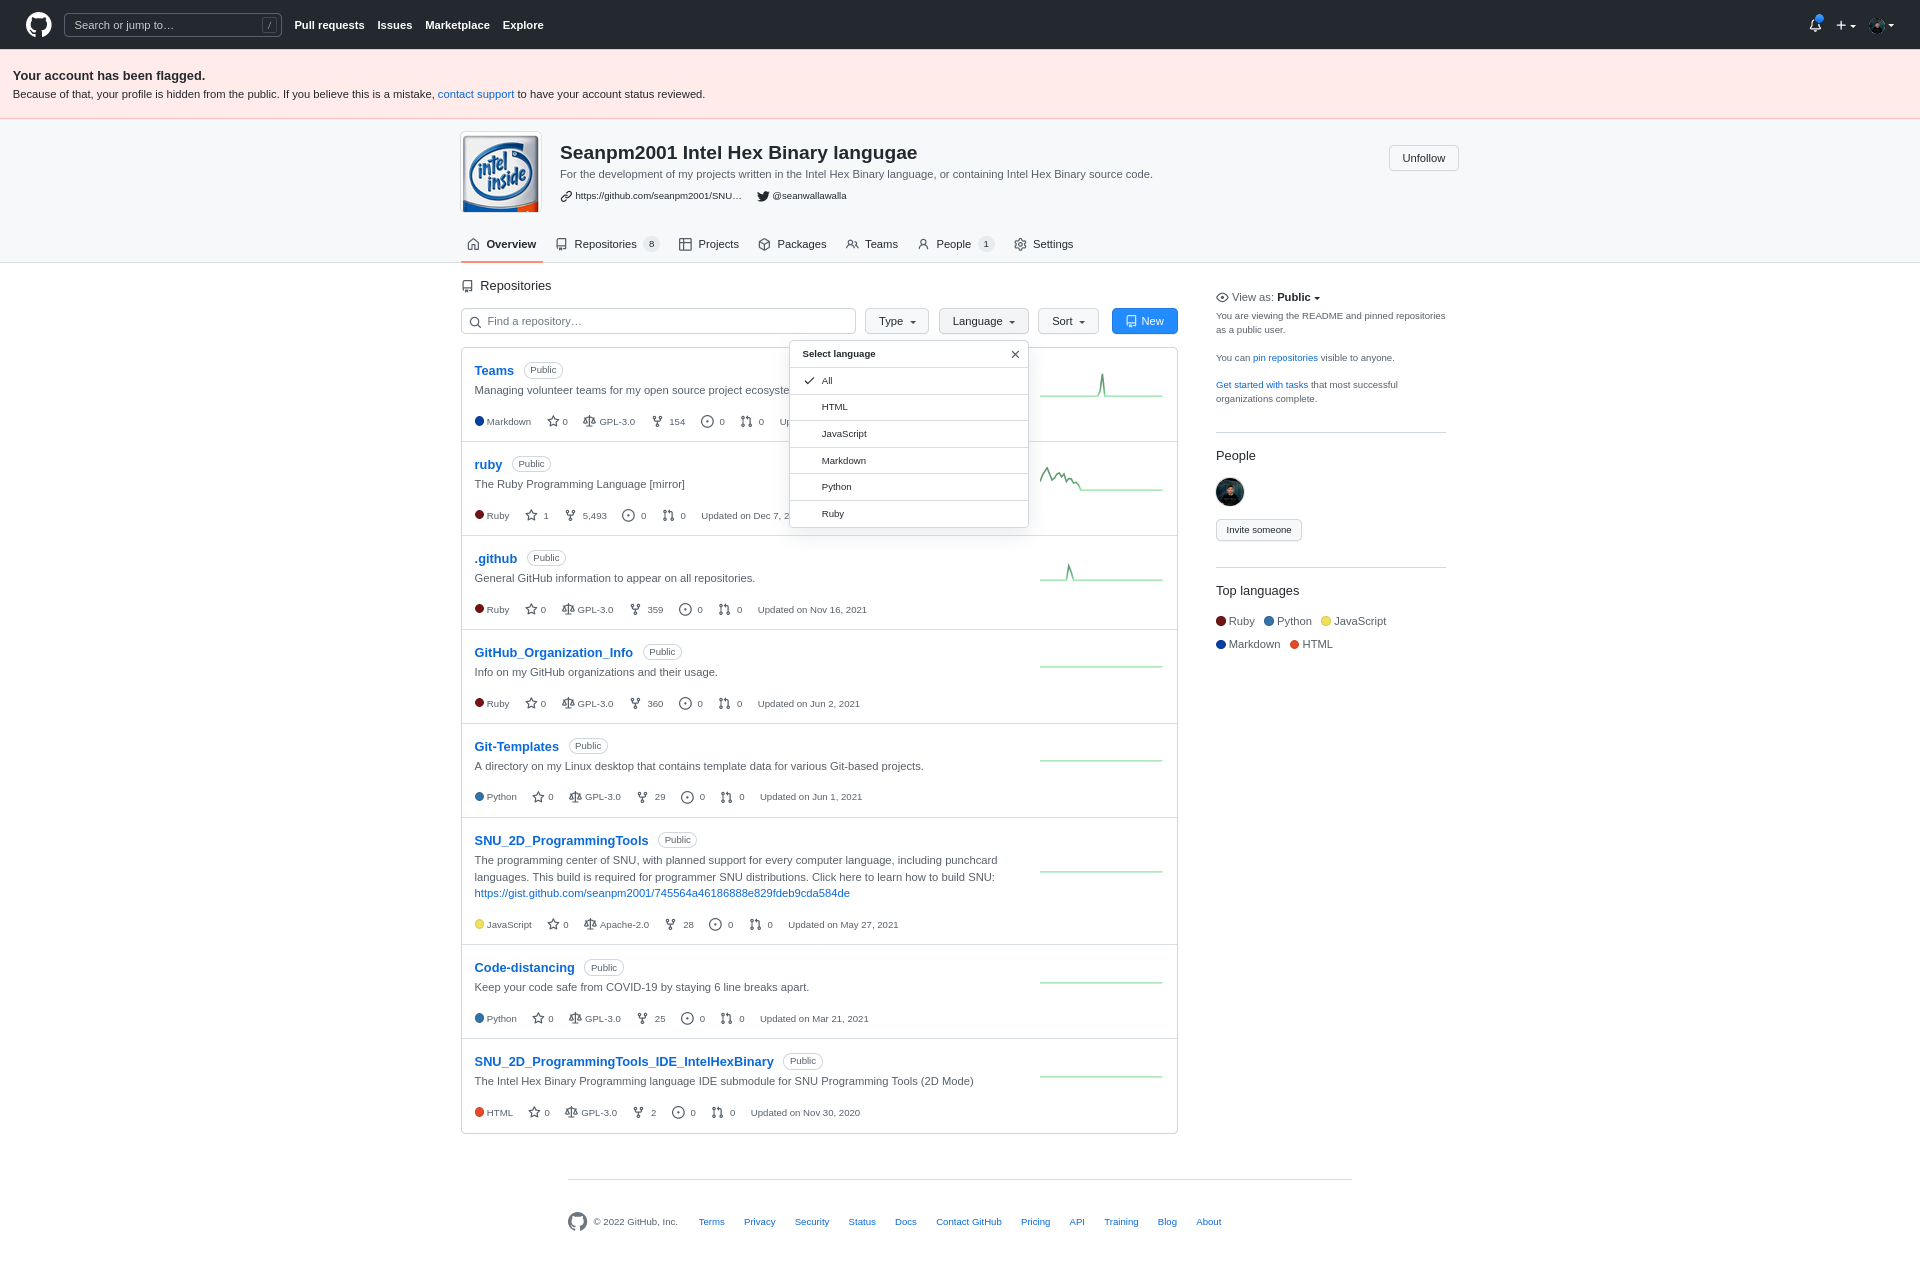 Search or jump to…
/
Pull requests Issues Marketplace Explore
Your account has been flagged.
Because of that, your profile is hidden from the public. If you believe this is a mistake, contact support to have your account status reviewed.
intel inside
Seanpm2001 Intel Hex Binary langugae
For the development of my projects written in the Intel Hex Binary language, or containing Intel Hex Binary source code.
https://github.com/seanpm2001/SNU… @seanwallawalla
Unfollow
Overview Repositories 8 Projects Packages Teams People 1 Settings
Repositories
Find a repository…
Type Language Sort New
Select language
All
HTML
JavaScript
Markdown
Python
Ruby
Teams Public
Managing volunteer teams for my open source project ecosyste
Markdown 0 GPL-3.0 154 0 0 Up
ruby Public
The Ruby Programming Language [mirror]
Ruby 1 5,493 0 0 Updated on Dec 7, 2
.github Public
General GitHub information to appear on all repositories.
Ruby 0 GPL-3.0 359 0 0 Updated on Nov 16, 2021
GitHub_Organization_Info Public
Info on my GitHub organizations and their usage.
Ruby 0 GPL-3.0 360 0 0 Updated on Jun 2, 2021
Git-Templates Public
A directory on my Linux desktop that contains template data for various Git-based projects.
Python 0 GPL-3.0 29 0 0 Updated on Jun 1, 2021
SNU_2D_ProgrammingTools Public
The programming center of SNU, with planned support for every computer language, including punchcard
languages. This build is required for programmer SNU distributions. Click here to learn how to build SNU:
https://gist.github.com/seanpm2001/745564a46186888e829fdeb9cda584de
JavaScript 0 Apache-2.0 28 0 0 Updated on May 27, 2021
Code-distancing Public
Keep your code safe from COVID-19 by staying 6 line breaks apart.
Python 0 GPL-3.0 25 0 0 Updated on Mar 21, 2021
SNU_2D_ProgrammingTools_IDE_IntelHexBinary Public
The Intel Hex Binary Programming language IDE submodule for SNU Programming Tools (2D Mode)
HTML 0 GPL-3.0 2 0 0 Updated on Nov 30, 2020
View as: Public
You are viewing the README and pinned repositories
as a public user.
You can pin repositories visible to anyone.
Get started with tasks that most successful
organizations complete.
People
Invite someone
Top languages
Ruby Python JavaScript
Markdown HTML
© 2022 GitHub, Inc. Terms Privacy Security Status Docs Contact GitHub Pricing API Training Blog About